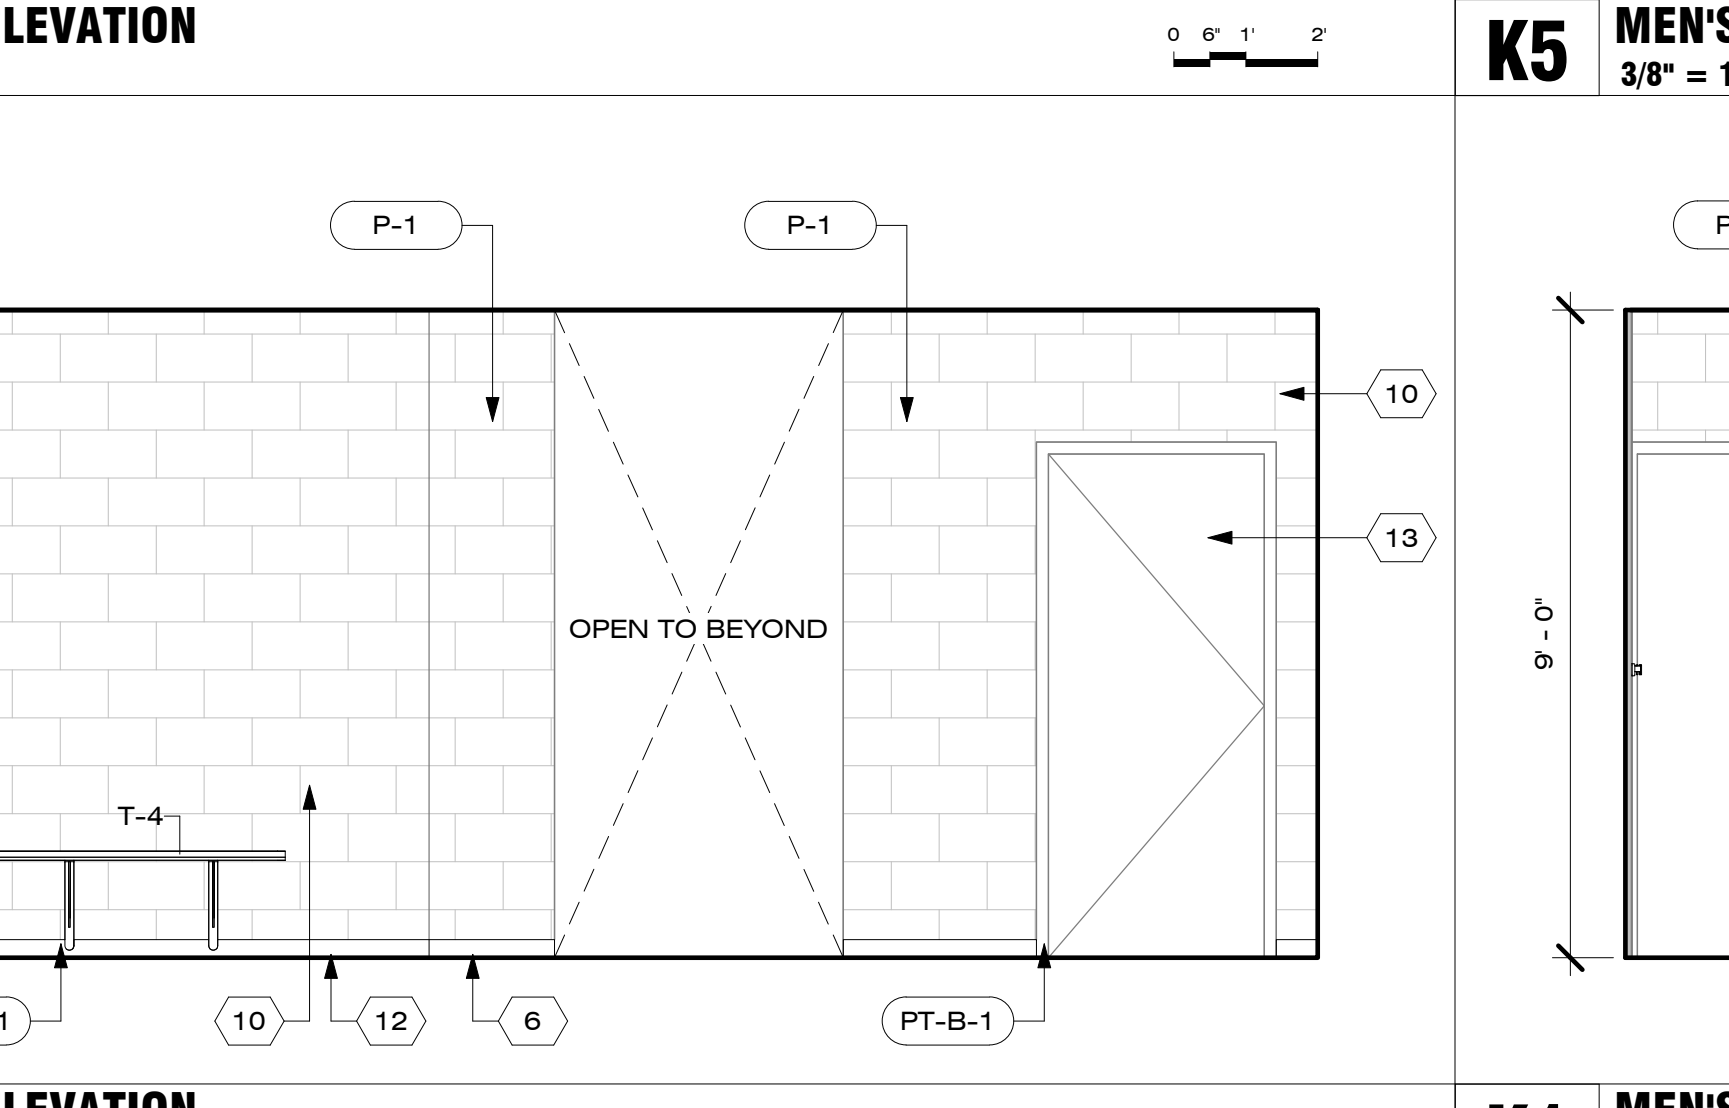 LEVATION
0 6" 1' 2'
K5
MEN'S
3/8" = 1
P-1
P-1
P
10
13
OPEN TO BEYOND
9' - 0"
T-4
1
10
12
6
PT-B-1
LEVATION
MEN'S